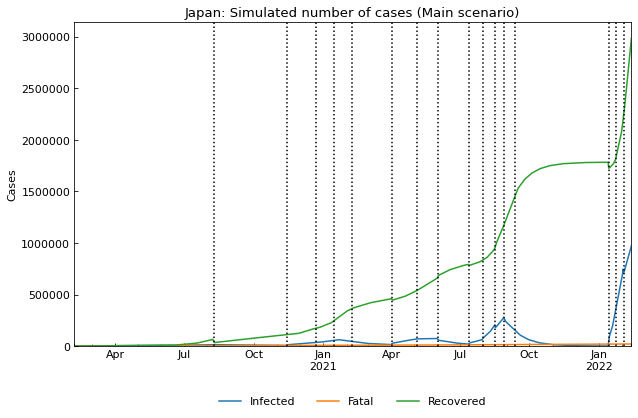 Japan: Simulated number of cases (Main scenario)
3000000
2500000
2000000
1500000
1000000
500000
0
Cases
Apr Jul Oct Jan Apr Jul Oct Jan
2021 2022
Infected Fatal Recovered